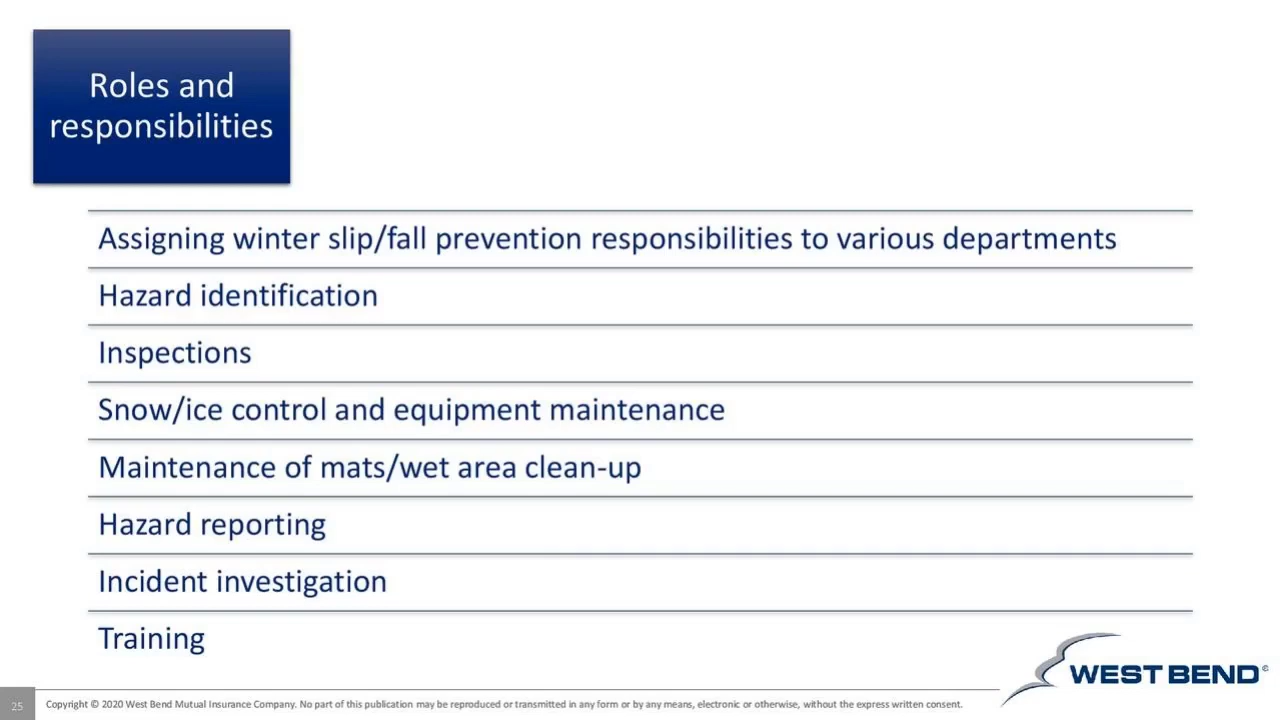 Roles and
responsibilities
Assigning winter slip/fall prevention responsibilities to various departments
Hazard identification
Inspections
Snow/ice control and equipment maintenance
Maintenance of mats/wet area clean-up
Hazard reporting
Incident investigation
Training
WEST BEND®
25
Copyright © 2020 West Bend Mutual Insurance Company. No part of this publication may be reproduced or transmitted in any form or by any means, electronic or otherwise, without the express written consent.